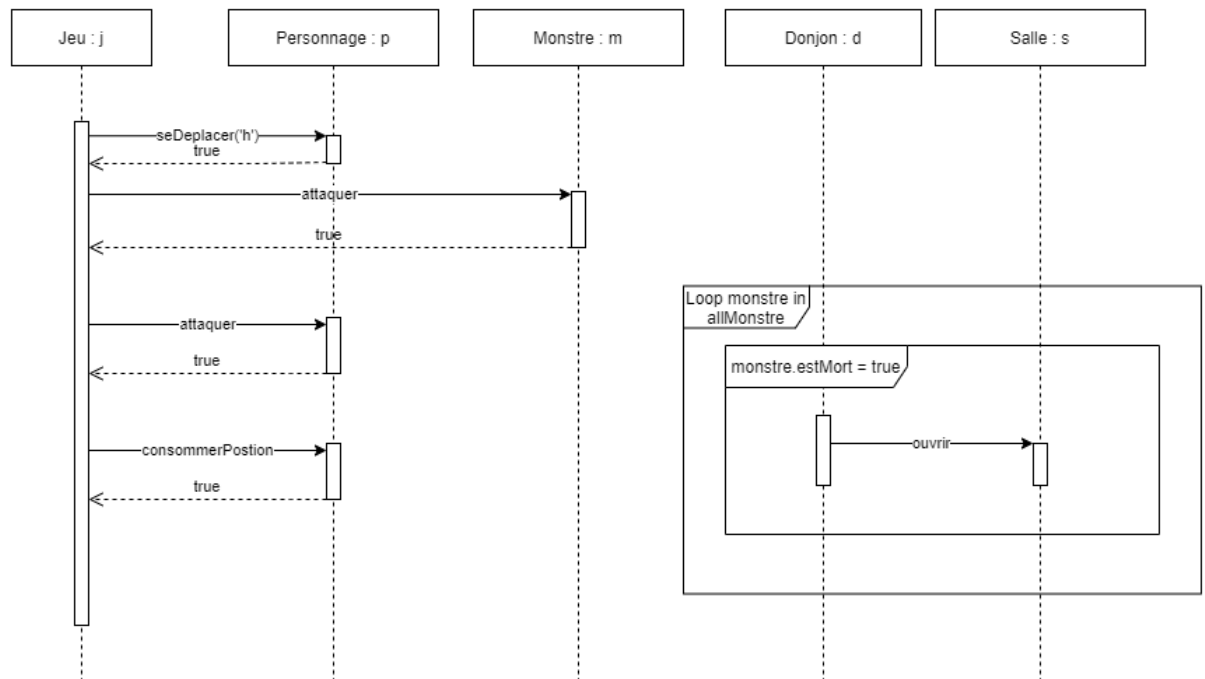 Jeu : j
Personnage : p
Monstre : m
Donjon : d
Salle : s
seDeplacer('h')
true
attaquer
true
Loop monstre in
allMonstre
attaquer
true
monstre.estMort = true
ouvrir
consommerPostion
true